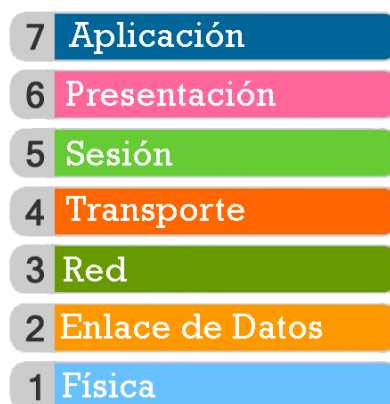 7 Aplicación
6 Presentación
5 Sesión
4 Transporte
3 Red
2 Enlace de Datos
1 Física